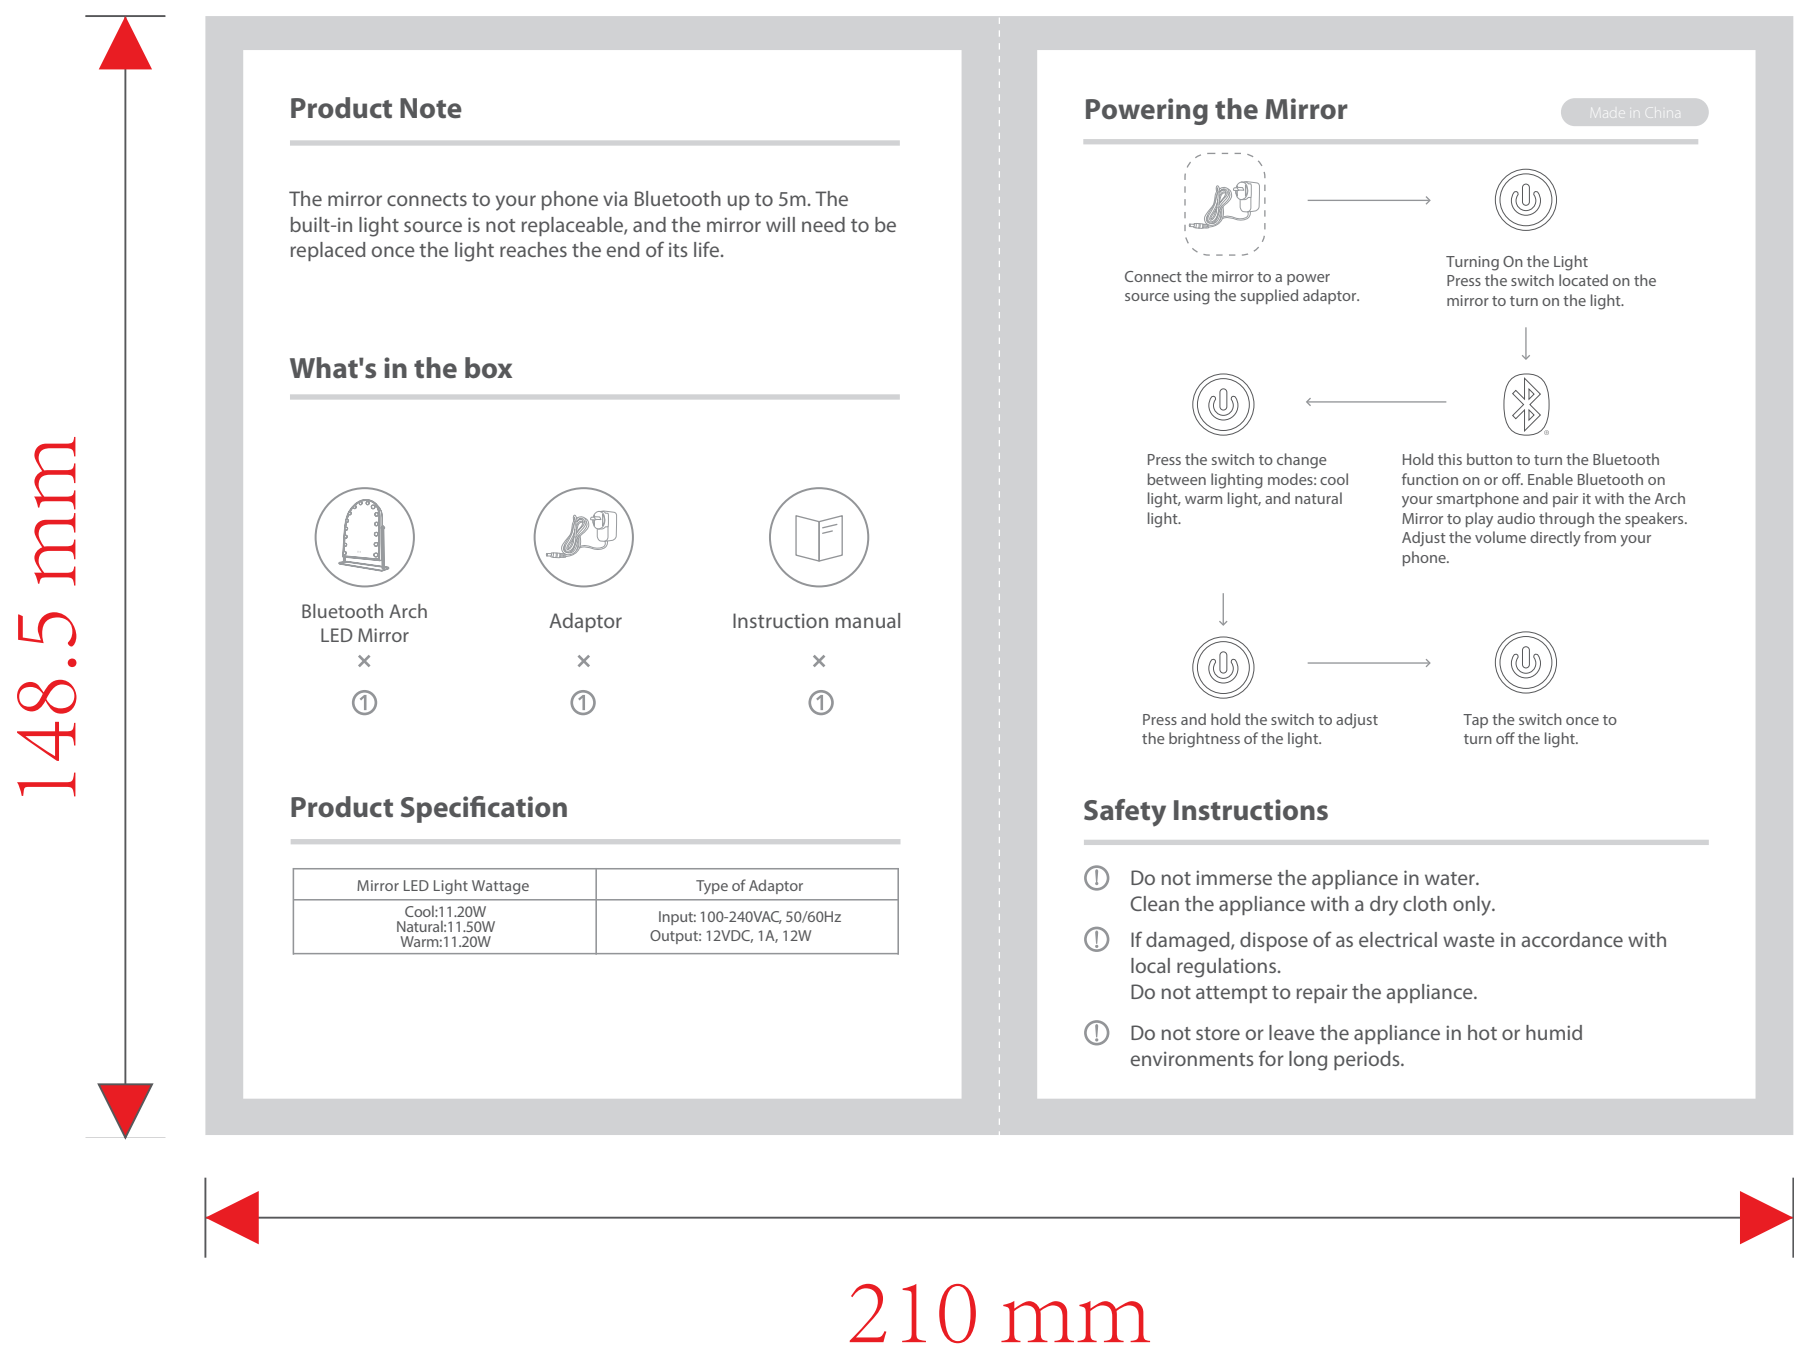 Product Note
The mirror connects to your phone via Bluetooth up to 5m. The
built-in light source is not replaceable, and the mirror will need to be
replaced once the light reaches the end of its life.
What's in the box
Bluetooth Arch
LED Mirror
×
1
Adaptor
×
1
Instruction manual
×
1
Product Specification
Mirror LED Light Wattage
Type of Adaptor
Cool:11.20W
Natural:11.50W
Warm:11.20W
Input: 100-240VAC, 50/60Hz
Output: 12VDC, 1A, 12W
Powering the Mirror
Made in China
Connect the mirror to a power
source using the supplied adaptor.
Turning On the Light
Press the switch located on the
mirror to turn on the light.
®
Hold this button to turn the Bluetooth
function on or off. Enable Bluetooth on
your smartphone and pair it with the Arch
Mirror to play audio through the speakers.
Adjust the volume directly from your
phone.
Press the switch to change
between lighting modes: cool
light, warm light, and natural
light.
Press and hold the switch to adjust
the brightness of the light.
Tap the switch once to
turn off the light.
Safety Instructions
Do not immerse the appliance in water.
Clean the appliance with a dry cloth only.
If damaged, dispose of as electrical waste in accordance with
local regulations.
Do not attempt to repair the appliance.
Do not store or leave the appliance in hot or humid
environments for long periods.
148.5 mm
210 mm